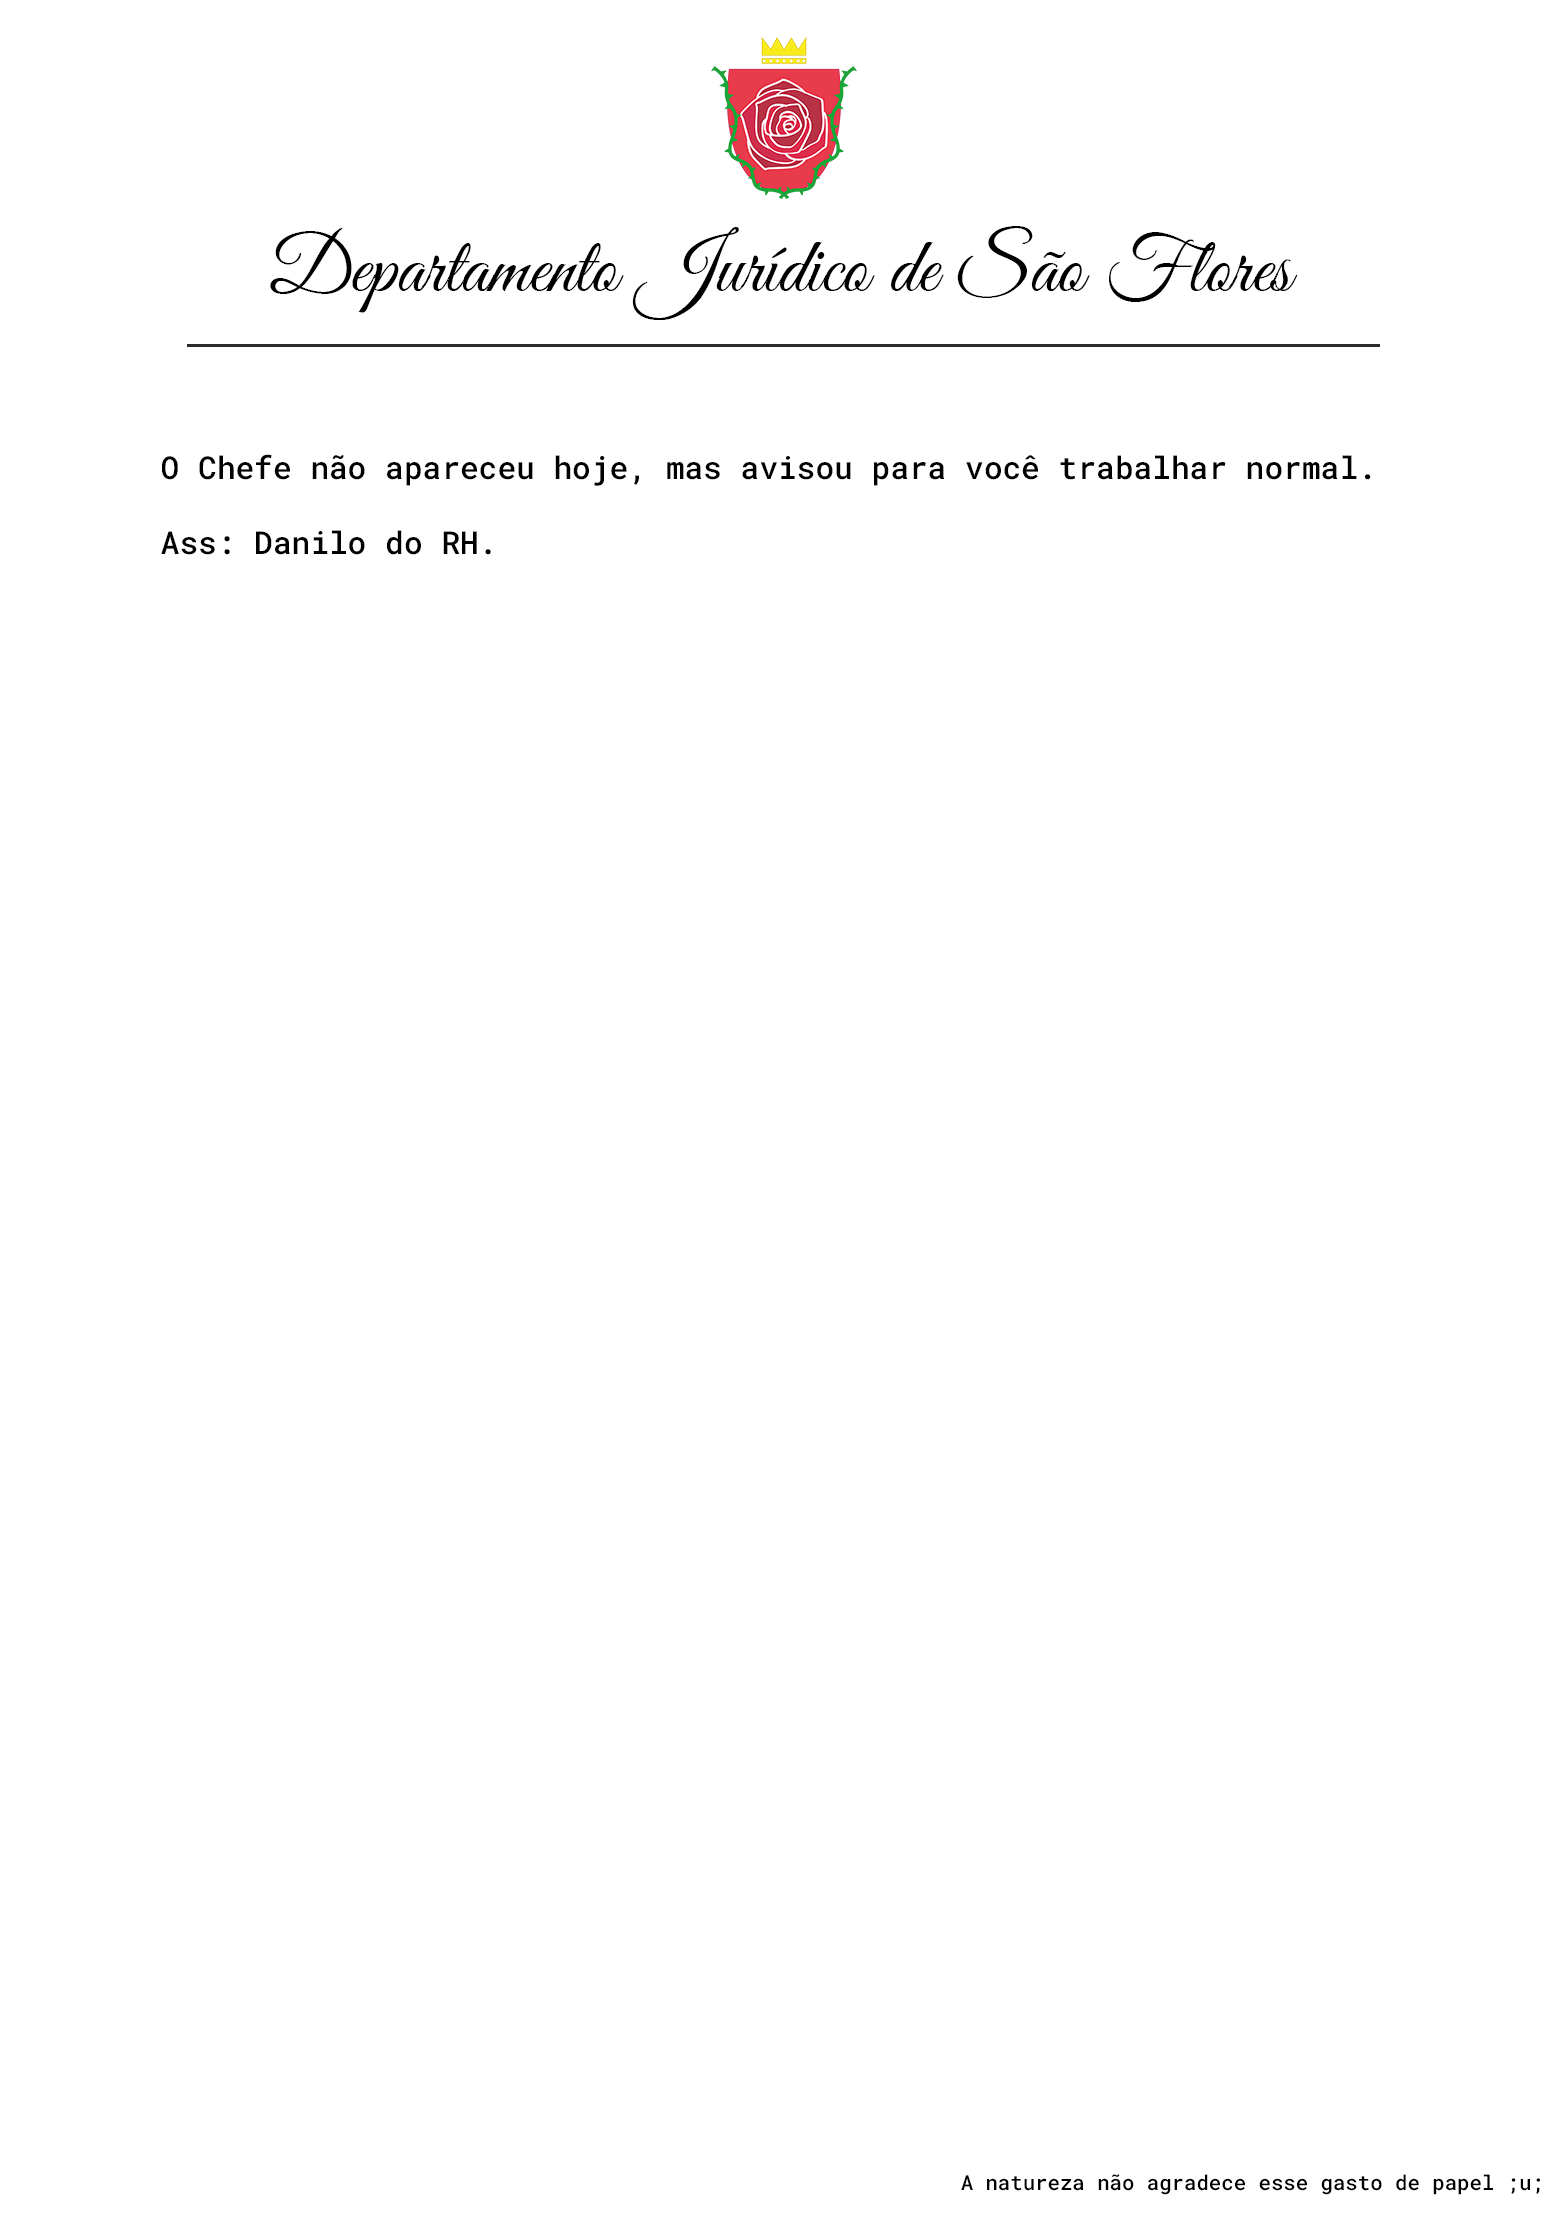 Departamento Jurídico de São Flores
O Chefe não apareceu hoje, mas avisou para você trabalhar normal.
Ass: Danilo do RH.
A natureza não agradece esse gasto de papel ;u;